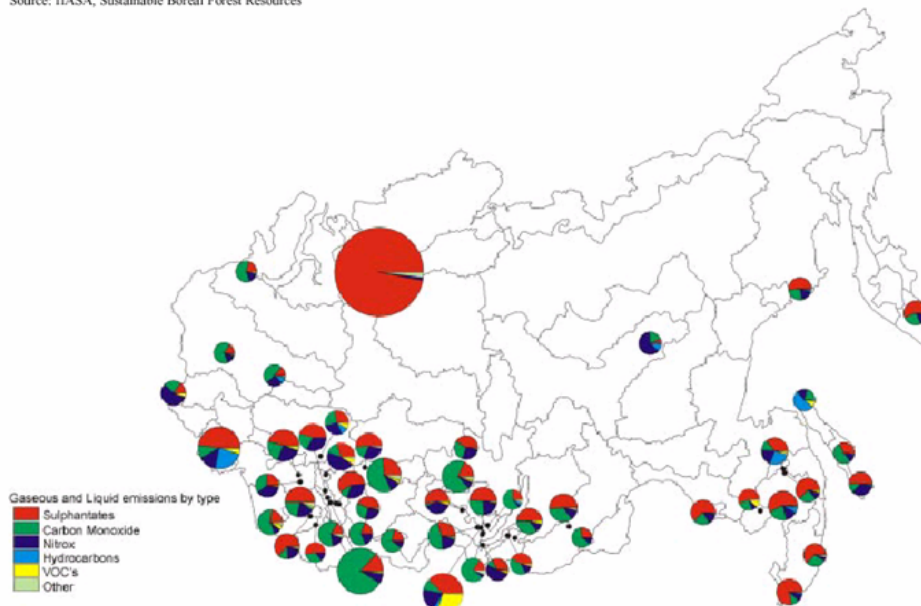 Source: IIASA, Sustainable Boreal Forest Resources
Gaseous and Liquid emissions by type
Sulphantates
Carbon Monoxide
Nitrox
Hydrocarbons
VOC's
Other